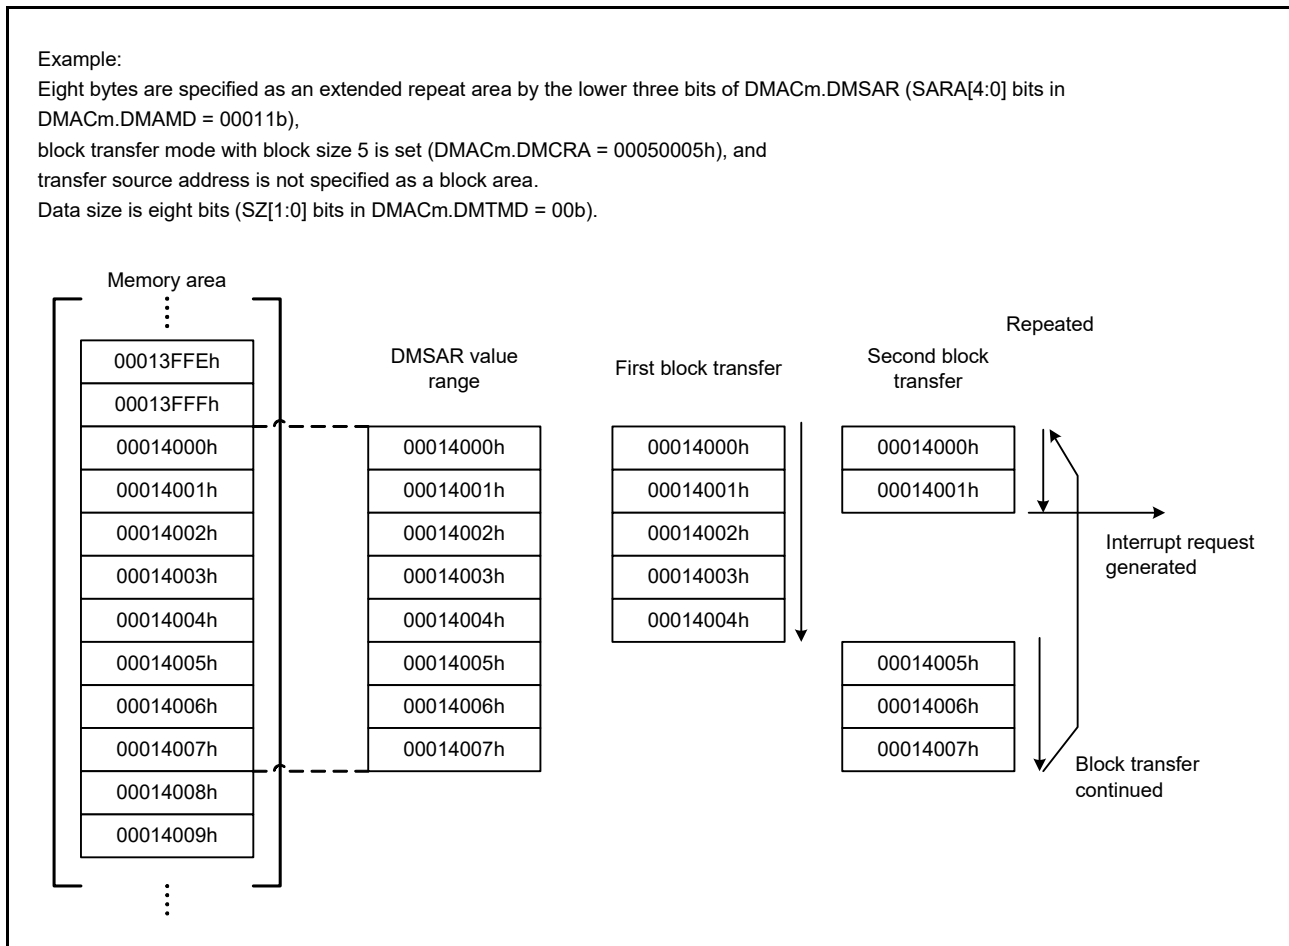 Example:
Eight bytes are specified as an extended repeat area by the lower three bits of DMACm.DMSAR (SARA[4:0] bits in
DMACm.DMAMD = 00011b),
block transfer mode with block size 5 is set (DMACm.DMCRA = 00050005h), and
transfer source address is not specified as a block area.
Data size is eight bits (SZ[1:0] bits in DMACm.DMTMD = 00b).
Memory area
00013FFEh
00013FFFh
00014000h
00014001h
00014002h
00014003h
00014004h
00014005h
00014006h
00014007h
00014008h
00014009h
DMSAR value
range
00014000h
00014001h
00014002h
00014003h
00014004h
00014005h
00014006h
00014007h
First block transfer
00014000h
00014001h
00014002h
00014003h
00014004h
Second block
transfer
00014000h
00014001h
00014005h
00014006h
00014007h
Repeated
Interrupt request
generated
Block transfer
continued